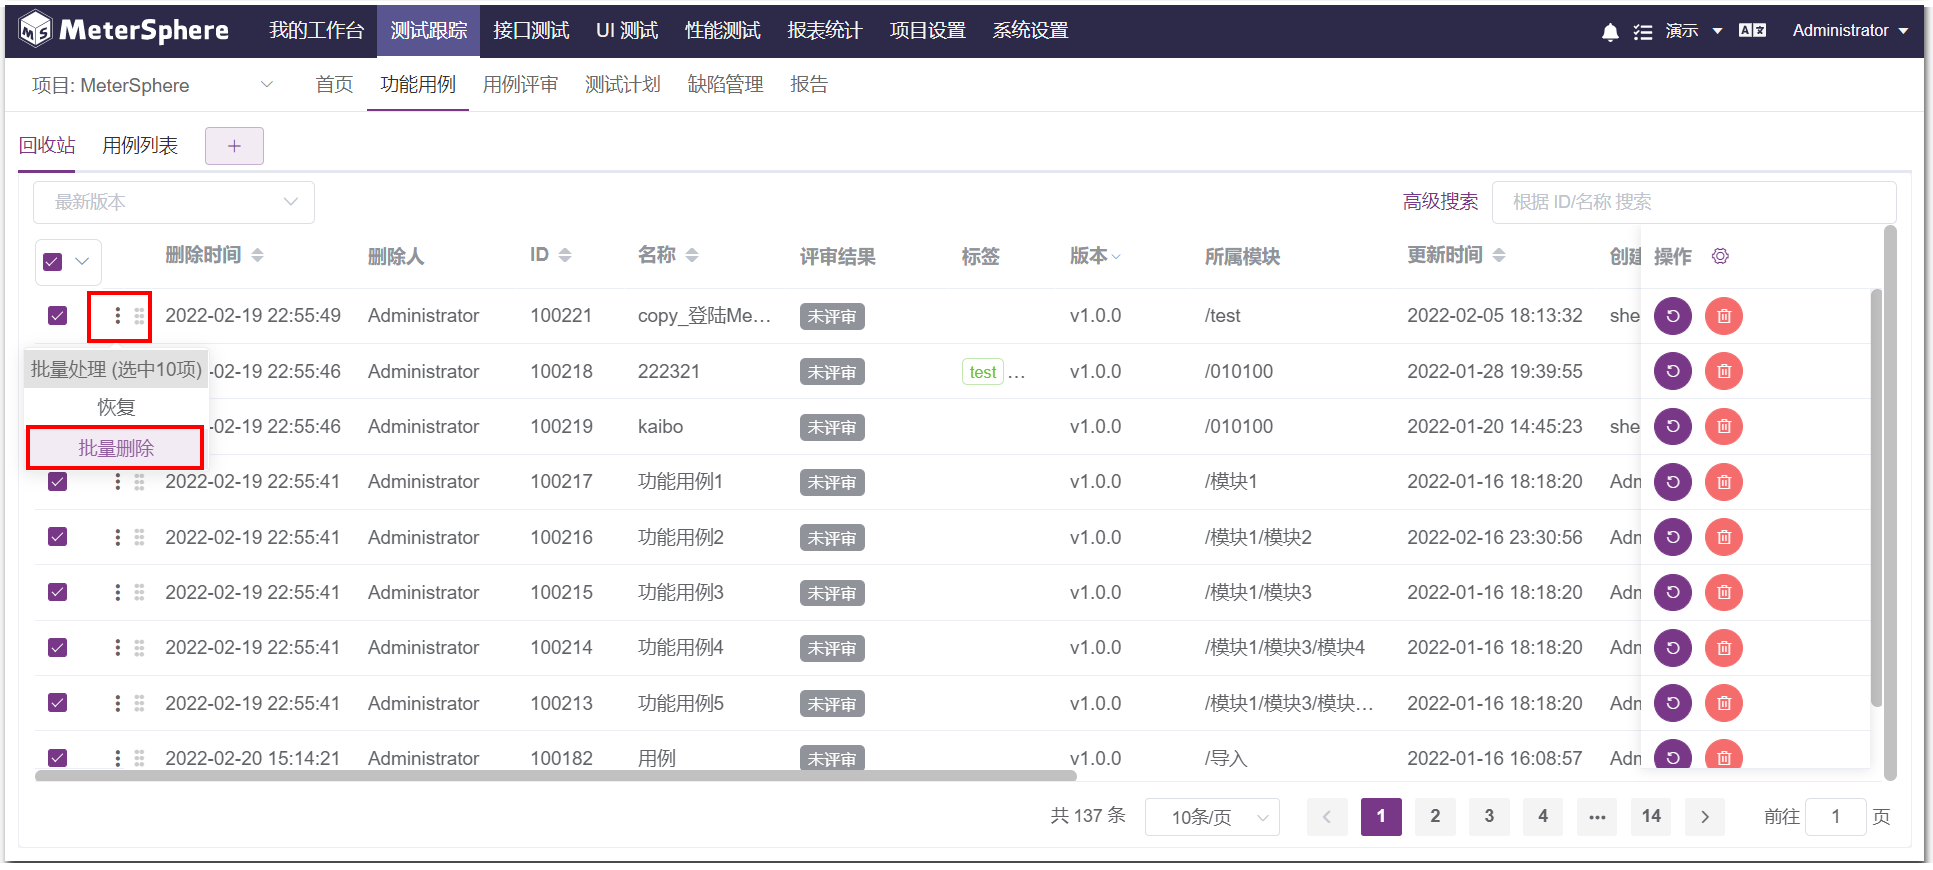 MeterSphere 我的工作台 测试跟踪 接口测试 UI 测试 性能测试 报表统计 项目设置 系统设置 演示 Administrator
项目: MeterSphere 首页 功能用例 用例评审 测试计划 缺陷管理 报告
回收站 用例列表 +
最新版本 高级搜索 根据 ID/名称 搜索
删除时间 删除人 ID 名称 评审结果 标签 版本 所属模块 更新时间 创建 操作
2022-02-19 22:55:49 Administrator 100221 copy_登陆Me... 未评审 v1.0.0 /test 2022-02-05 18:13:32 she
批量处理 (选中10项) -02-19 22:55:46 Administrator 100218 222321 未评审 test ... v1.0.0 /010100 2022-01-28 19:39:55
恢复
-02-19 22:55:46 Administrator 100219 kaibo 未评审 v1.0.0 /010100 2022-01-20 14:45:23 she
批量删除
2022-02-19 22:55:41 Administrator 100217 功能用例1 未评审 v1.0.0 /模块1 2022-01-16 18:18:20 Adm
2022-02-19 22:55:41 Administrator 100216 功能用例2 未评审 v1.0.0 /模块1/模块2 2022-02-16 23:30:56 Adm
2022-02-19 22:55:41 Administrator 100215 功能用例3 未评审 v1.0.0 /模块1/模块3 2022-01-16 18:18:20 Adm
2022-02-19 22:55:41 Administrator 100214 功能用例4 未评审 v1.0.0 /模块1/模块3/模块4 2022-01-16 18:18:20 Adm
2022-02-19 22:55:41 Administrator 100213 功能用例5 未评审 v1.0.0 /模块1/模块3/模块... 2022-01-16 18:18:20 Adm
2022-02-20 15:14:21 Administrator 100182 用例 未评审 v1.0.0 /导入 2022-01-16 16:08:57 Adm
共 137 条 10条/页 1 2 3 4 ... 14 前往 1 页